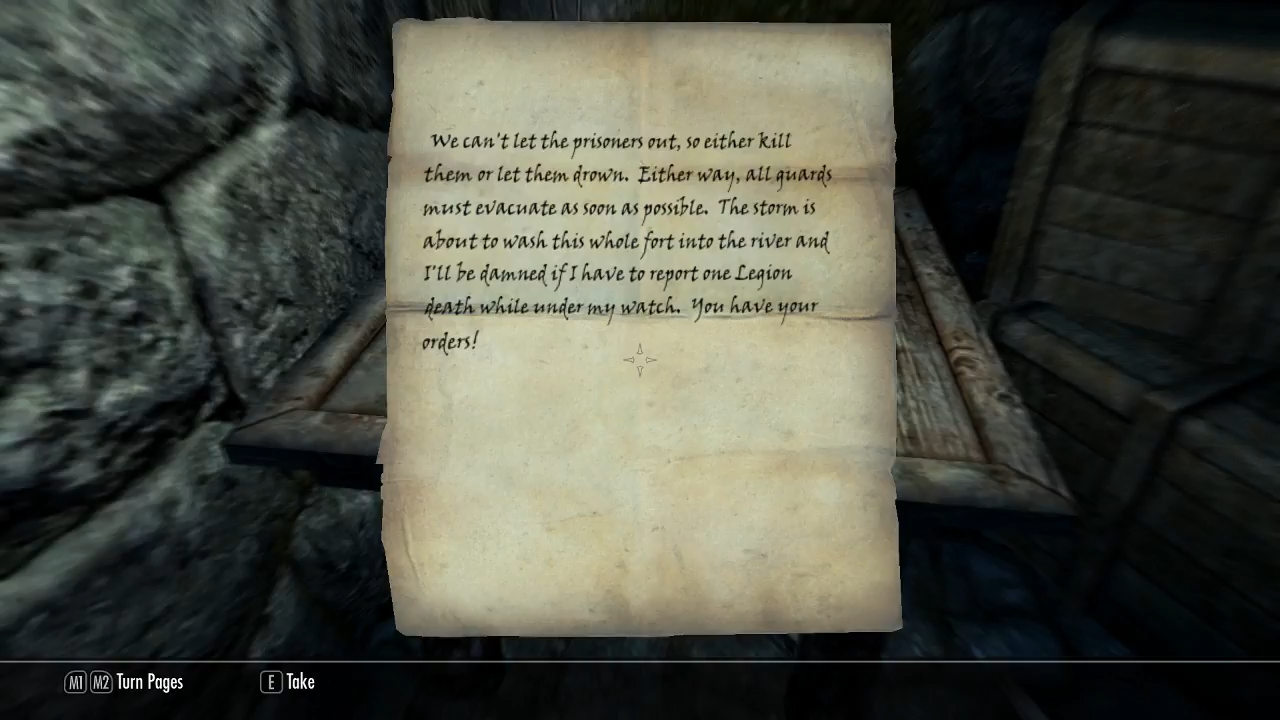 We can't let the prisoners out, so either kill
them or let them drown.  Either way, all guards
must evacuate as soon as possible.  The storm is
about to wash this whole fort into the river and
I'll be damned if I have to report one Legion
death while under my watch.  You have your
orders!
M1 M2 Turn Pages E Take